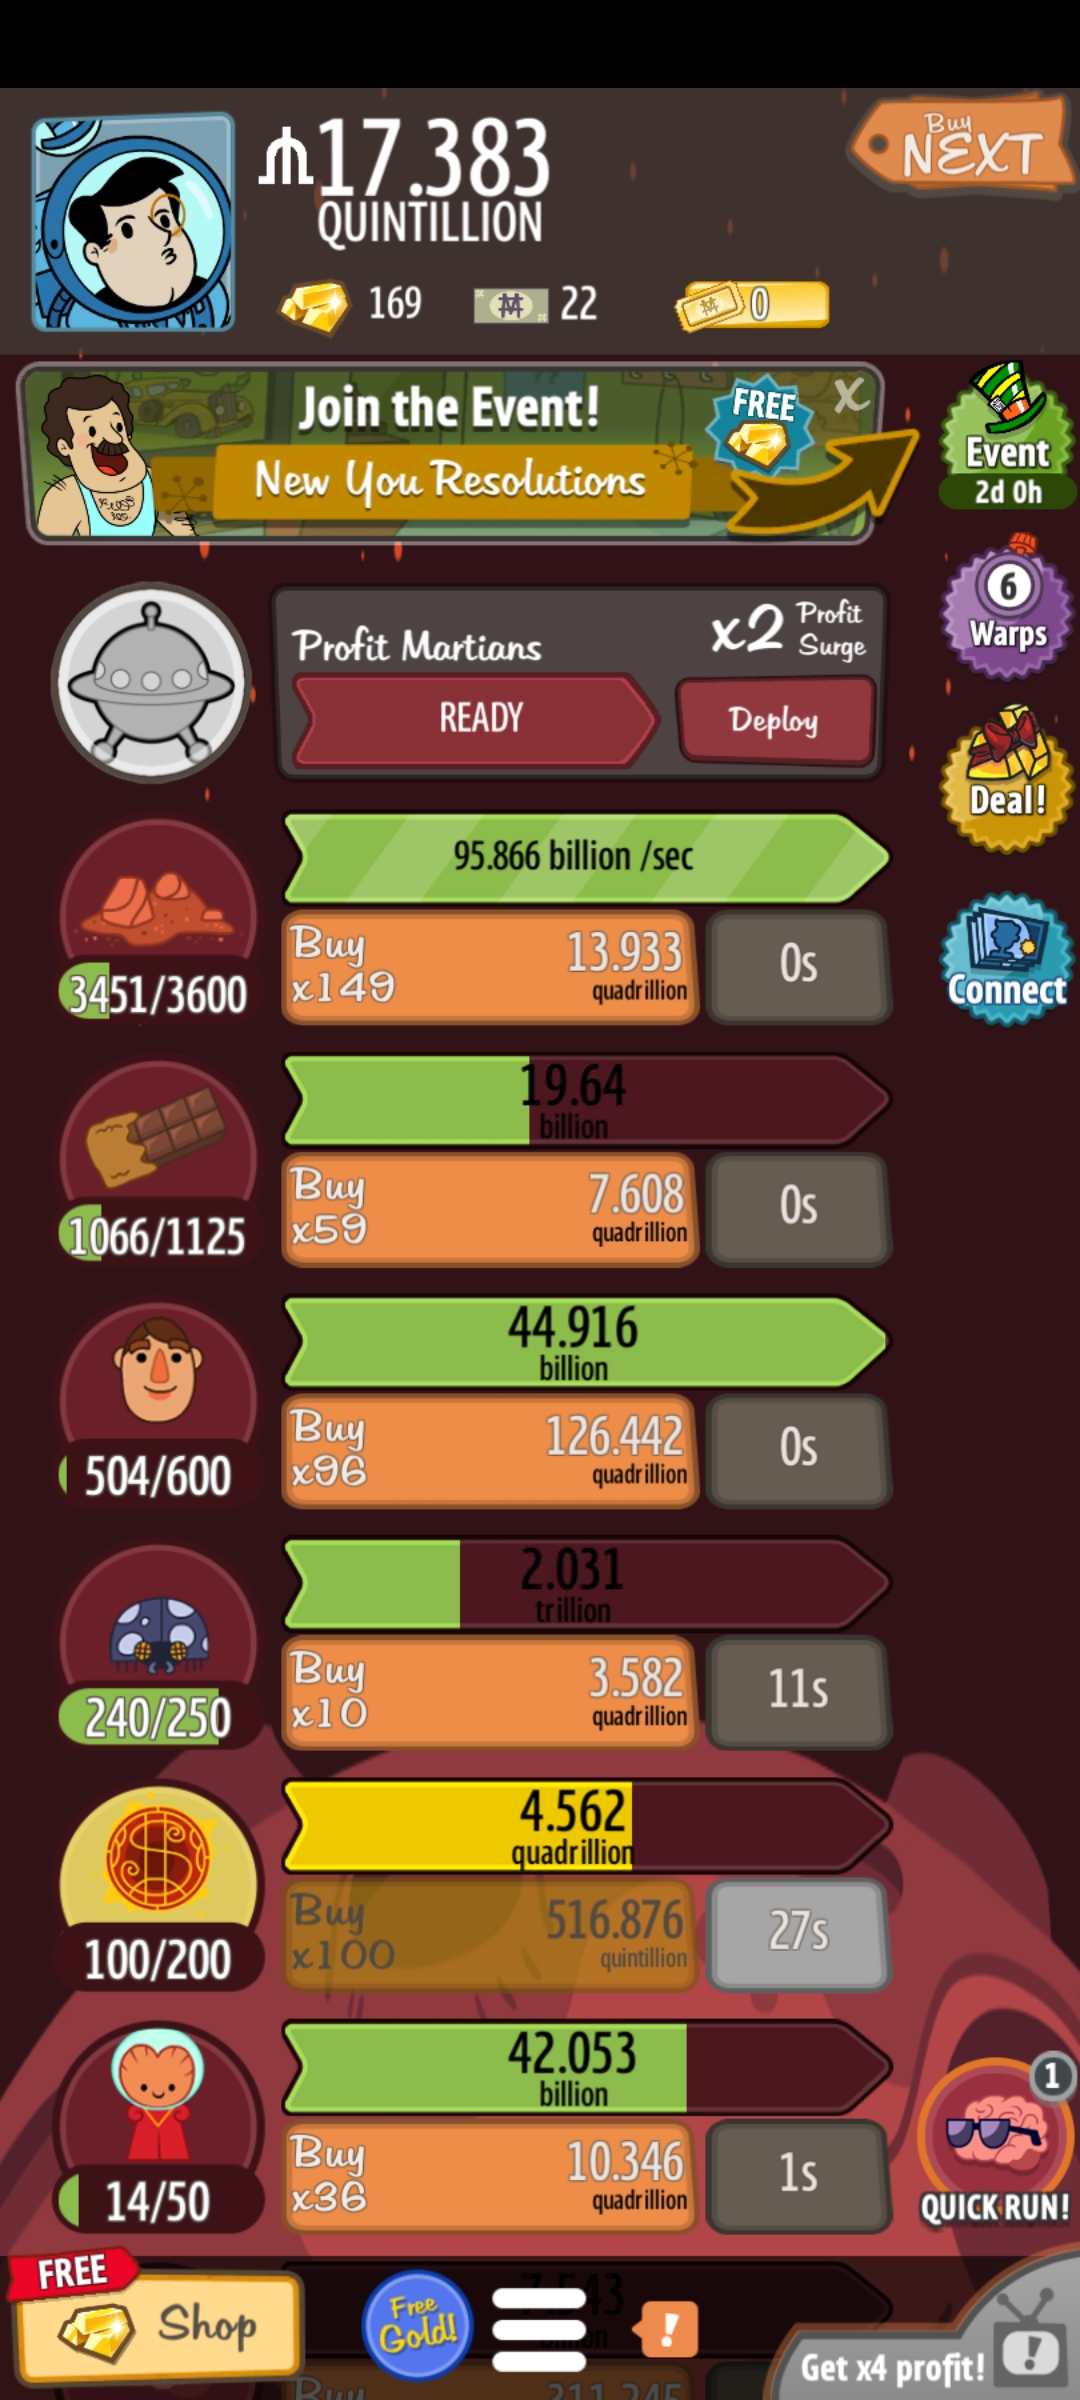 17.383
QUINTILLION
Buy
NEXT
169
22
0
Join the Event!
FREE
X
New You Resolutions
Event
2d 0h
6
Warps
Profit Martians
x2 Profit
Surge
READY
Deploy
Deal!
95.866 billion /sec
Buy
x149
13.933
quadrillion
0s
3451/3600
Connect
19.64
billion
Buy
x59
7.608
quadrillion
0s
1066/1125
44.916
billion
Buy
x96
126.442
quadrillion
0s
504/600
2.031
trillion
Buy
x10
3.582
quadrillion
11s
240/250
4.562
quadrillion
Buy
x100
516.876
quintillion
27s
100/200
42.053
billion
Buy
x36
10.346
quadrillion
1s
14/50
1
QUICK RUN!
FREE
Shop
Free
Gold!
!
Get x4 profit!
!
Buy